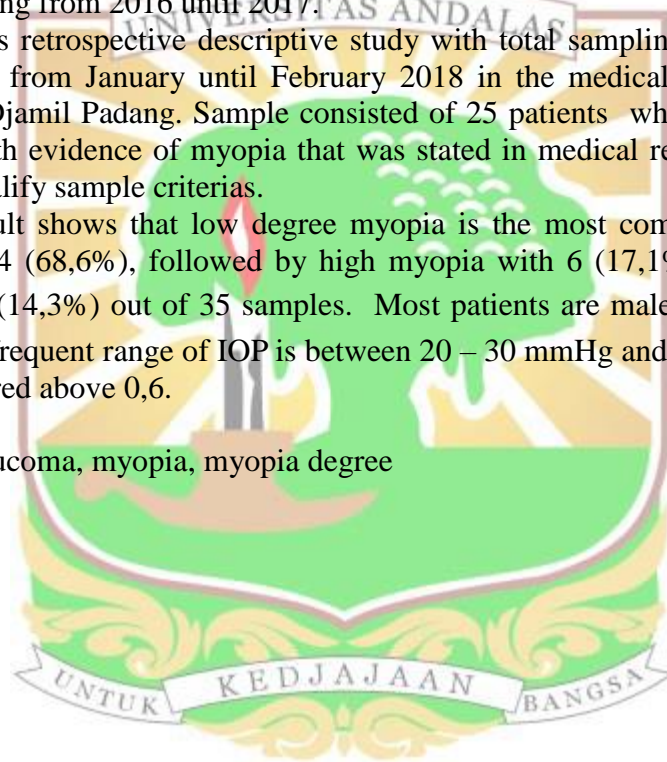 ng from 2016 until 2017.
UNIVERSITAS ANDALAS
s retrospective descriptive study with total samplin
from January until February 2018 in the medical
Djamil Padang. Sample consisted of 25 patients wh
th evidence of myopia that was stated in medical re
alify sample criterias.
ult shows that low degree myopia is the most com
4 (68,6%), followed by high myopia with 6 (17,1%
(14,3%) out of 35 samples. Most patients are male
frequent range of IOP is between 20 – 30 mmHg and
red above 0,6.
ucoma, myopia, myopia degree
UNTUK KEDJAJAAN BANGSA